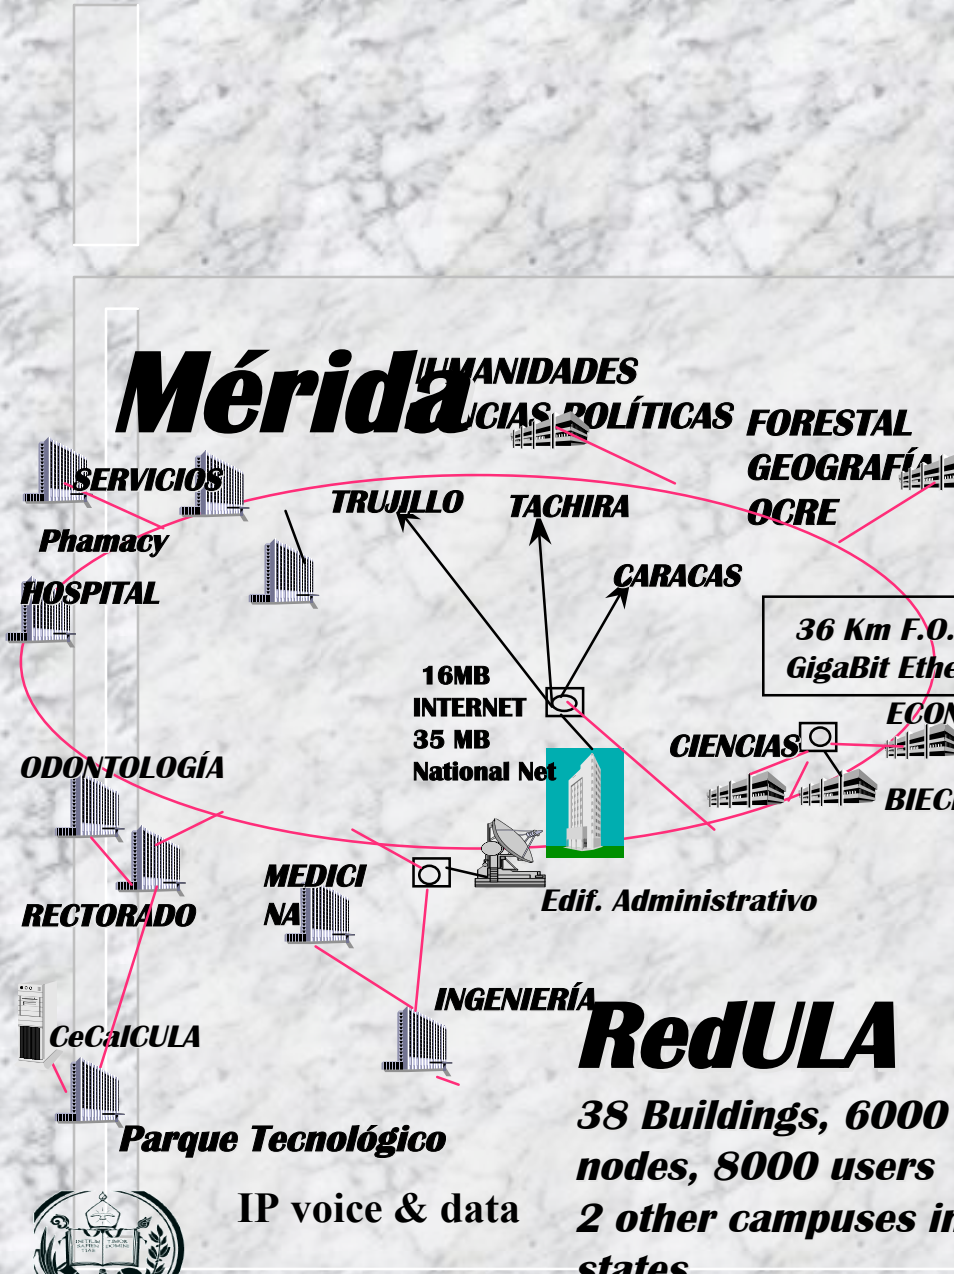 Mérida
HUMANIDADES
CIENCIAS POLÍTICAS
FORESTAL
GEOGRAFÍA
OCRE
SERVICIOS
TRUJILLO
TACHIRA
Phamacy
CARACAS
HOSPITAL
36 Km F.O.
GigaBit Ethe
16MB
INTERNET
35 MB
National Net
ECON
CIENCIAS
ODONTOLOGÍA
BIEC
MEDICI
NA
Edif. Administrativo
RECTORADO
INGENIERÍA
RedULA
CeCalCULA
38 Buildings, 6000
nodes, 8000 users
2 other campuses in
states
Parque Tecnológico
IP voice & data